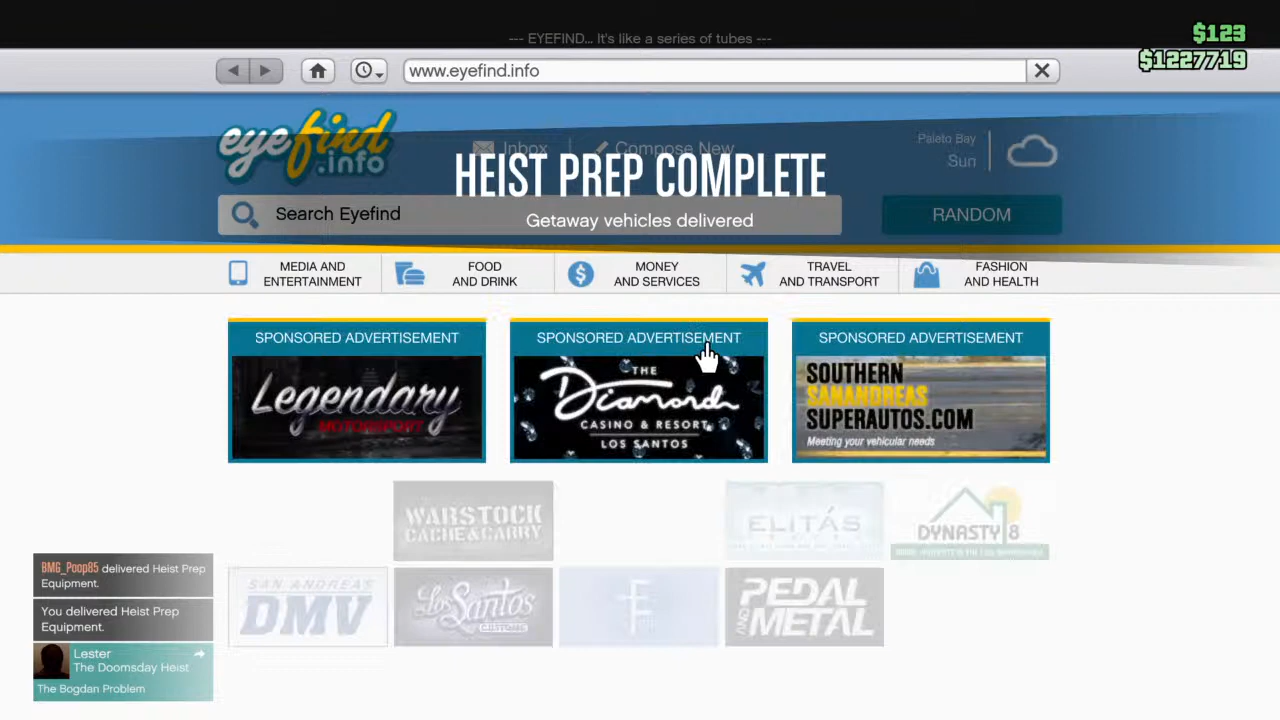 --- EYEFIND... It's like a series of tubes ---
$123
$1227719
www.eyefind.info
eyefind
.info
Inbox
Compose New
Paleto Bay
Sun
HEIST PREP COMPLETE
Getaway vehicles delivered
Search Eyefind
RANDOM
MEDIA AND
ENTERTAINMENT
FOOD
AND DRINK
MONEY
AND SERVICES
TRAVEL
AND TRANSPORT
FASHION
AND HEALTH
SPONSORED ADVERTISEMENT
Legendary
MOTORSPORT
SPONSORED ADVERTISEMENT
THE
Diamond
CASINO & RESORT
LOS SANTOS
SPONSORED ADVERTISEMENT
SOUTHERN
SANANDREAS
SUPERAUTOS.COM
Meeting your vehicular needs
WARSTOCK
CACHE&CARRY
ELITÁS
DYNASTY 8
SAN ANDREAS
DMV
Los Santos
CUSTOMS
PEDAL
AND
METAL
BMG_Poop85 delivered Heist Prep
Equipment.
You delivered Heist Prep
Equipment.
Lester
The Doomsday Heist
The Bogdan Problem